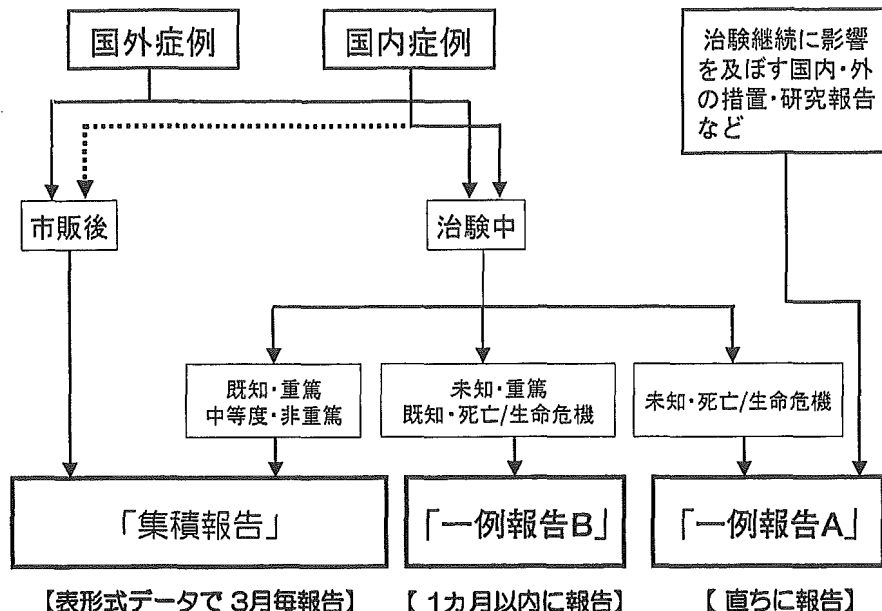 国外症例
国内症例
治験継続に影響
を及ぼす国内・外
の措置・研究報告
など
市販後
治験中
既知・重篤
中等度・非重篤
未知・重篤
既知・死亡/生命危機
未知・死亡/生命危機
「集積報告」
「一例報告B」
「一例報告A」
【表形式データで 3月毎報告】
【 1カ月以内に報告】
【 直ちに報告】